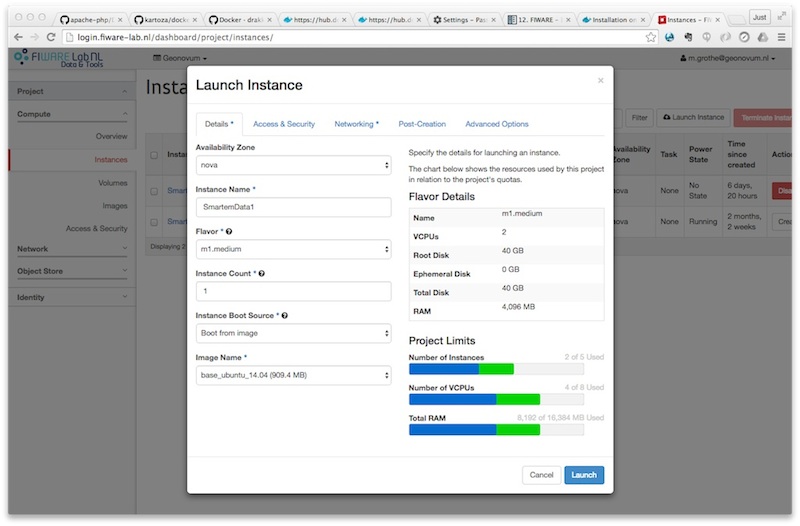 apache-php/D
kartoza/docke
Docker - drakl
https://hub.d
https://hub.d
Settings - Pas
12. FIWARE —
Installation on
Instances - FI
Just
login.fiware-lab.nl/dashboard/project/instances/
FIWARE Lab NL
Data & Tools
Geonovum
m.grothe@geonovum.nl
Project
Compute
Overview
Instances
Volumes
Images
Access & Security
Network
Object Store
Identity
Insta
Filter
Launch Instance
Terminate Instan
Instan
Availability Zone
Task
Power State
Time since created
Action
Smart
nova
No State
6 days, 20 hours
Disa
Smart
nova
Running
2 months, 2 weeks
Crea
Displaying 2
Launch Instance
×
Details *
Access & Security
Networking *
Post-Creation
Advanced Options
Availability Zone
nova
Instance Name *
SmartemData1
Flavor *
m1.medium
Instance Count *
1
Instance Boot Source *
Boot from image
Image Name *
base_ubuntu_14.04 (909.4 MB)
Specify the details for launching an instance.
The chart below shows the resources used by this project
in relation to the project's quotas.
Flavor Details
Name m1.medium
VCPUs 2
Root Disk 40 GB
Ephemeral Disk 0 GB
Total Disk 40 GB
RAM 4,096 MB
Project Limits
Number of Instances 2 of 5 Used
Number of VCPUs 4 of 8 Used
Total RAM 8,192 of 16,384 MB Used
Cancel
Launch